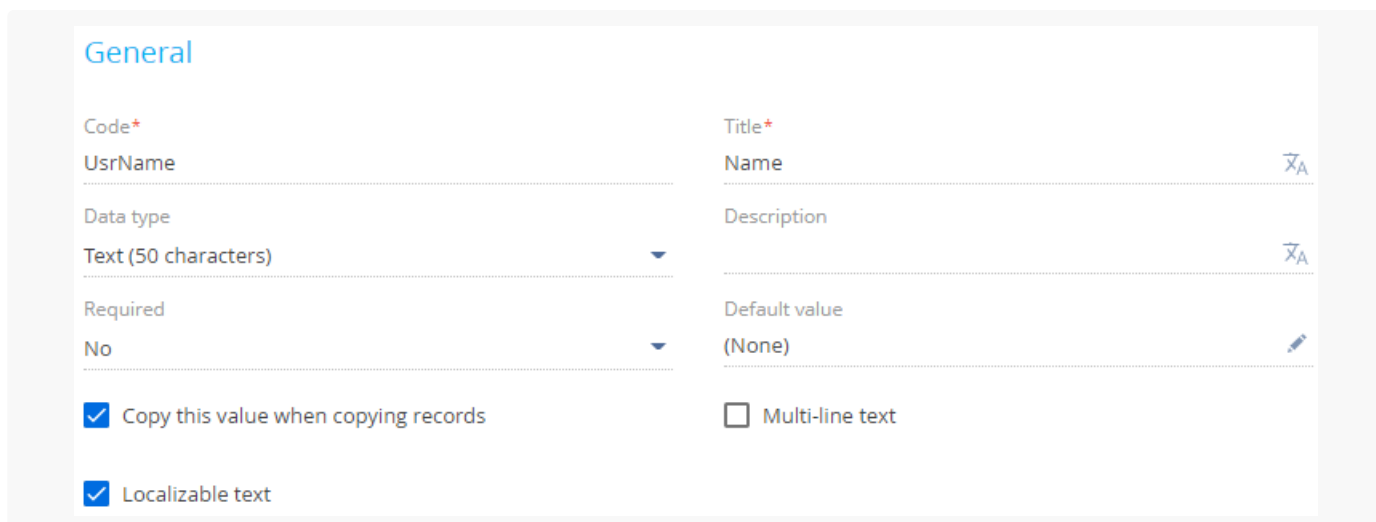 General
Code*
Title*
UsrName
Name
Data type
Description
Text (50 characters)
Required
Default value
No
(None)
Copy this value when copying records
Multi-line text
Localizable text